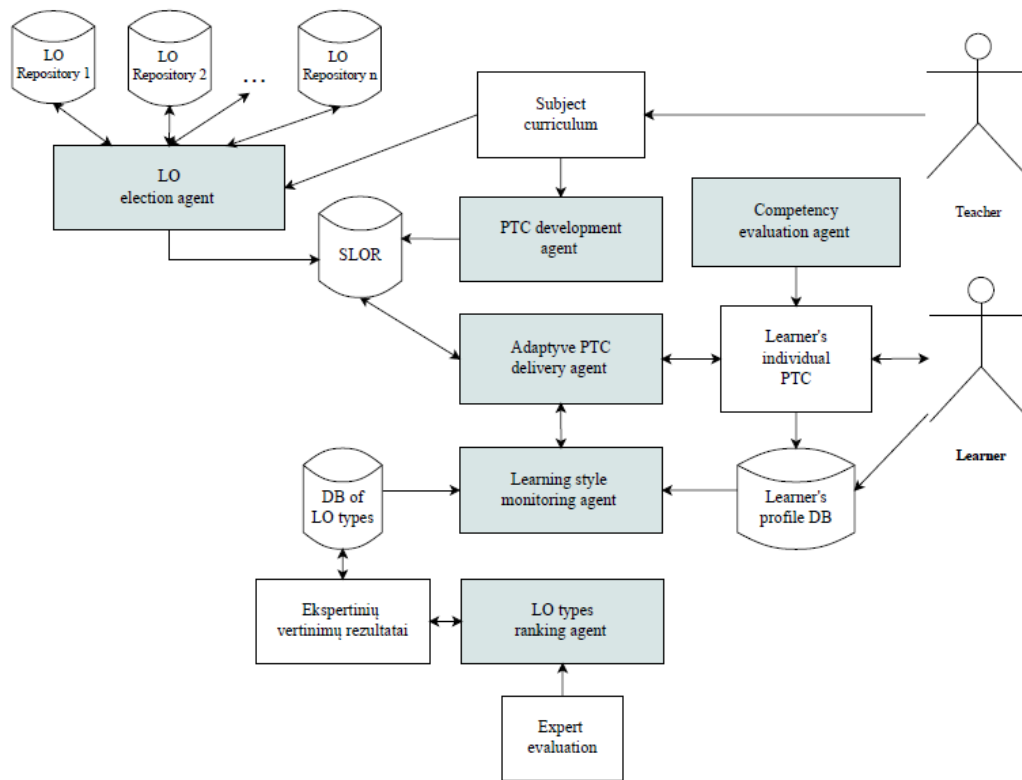 LO
Repository 1
LO
Repository 2
...
LO
Repository n
Subject
curriculum
Teacher
LO
election agent
PTC development
agent
Competency
evaluation agent
SLOR
Adaptyve PTC
delivery agent
Learner's
individual
PTC
Learner
DB of
LO types
Learning style
monitoring agent
Learner's
profile DB
Ekspertinių
vertinimų rezultatai
LO types
ranking agent
Expert
evaluation